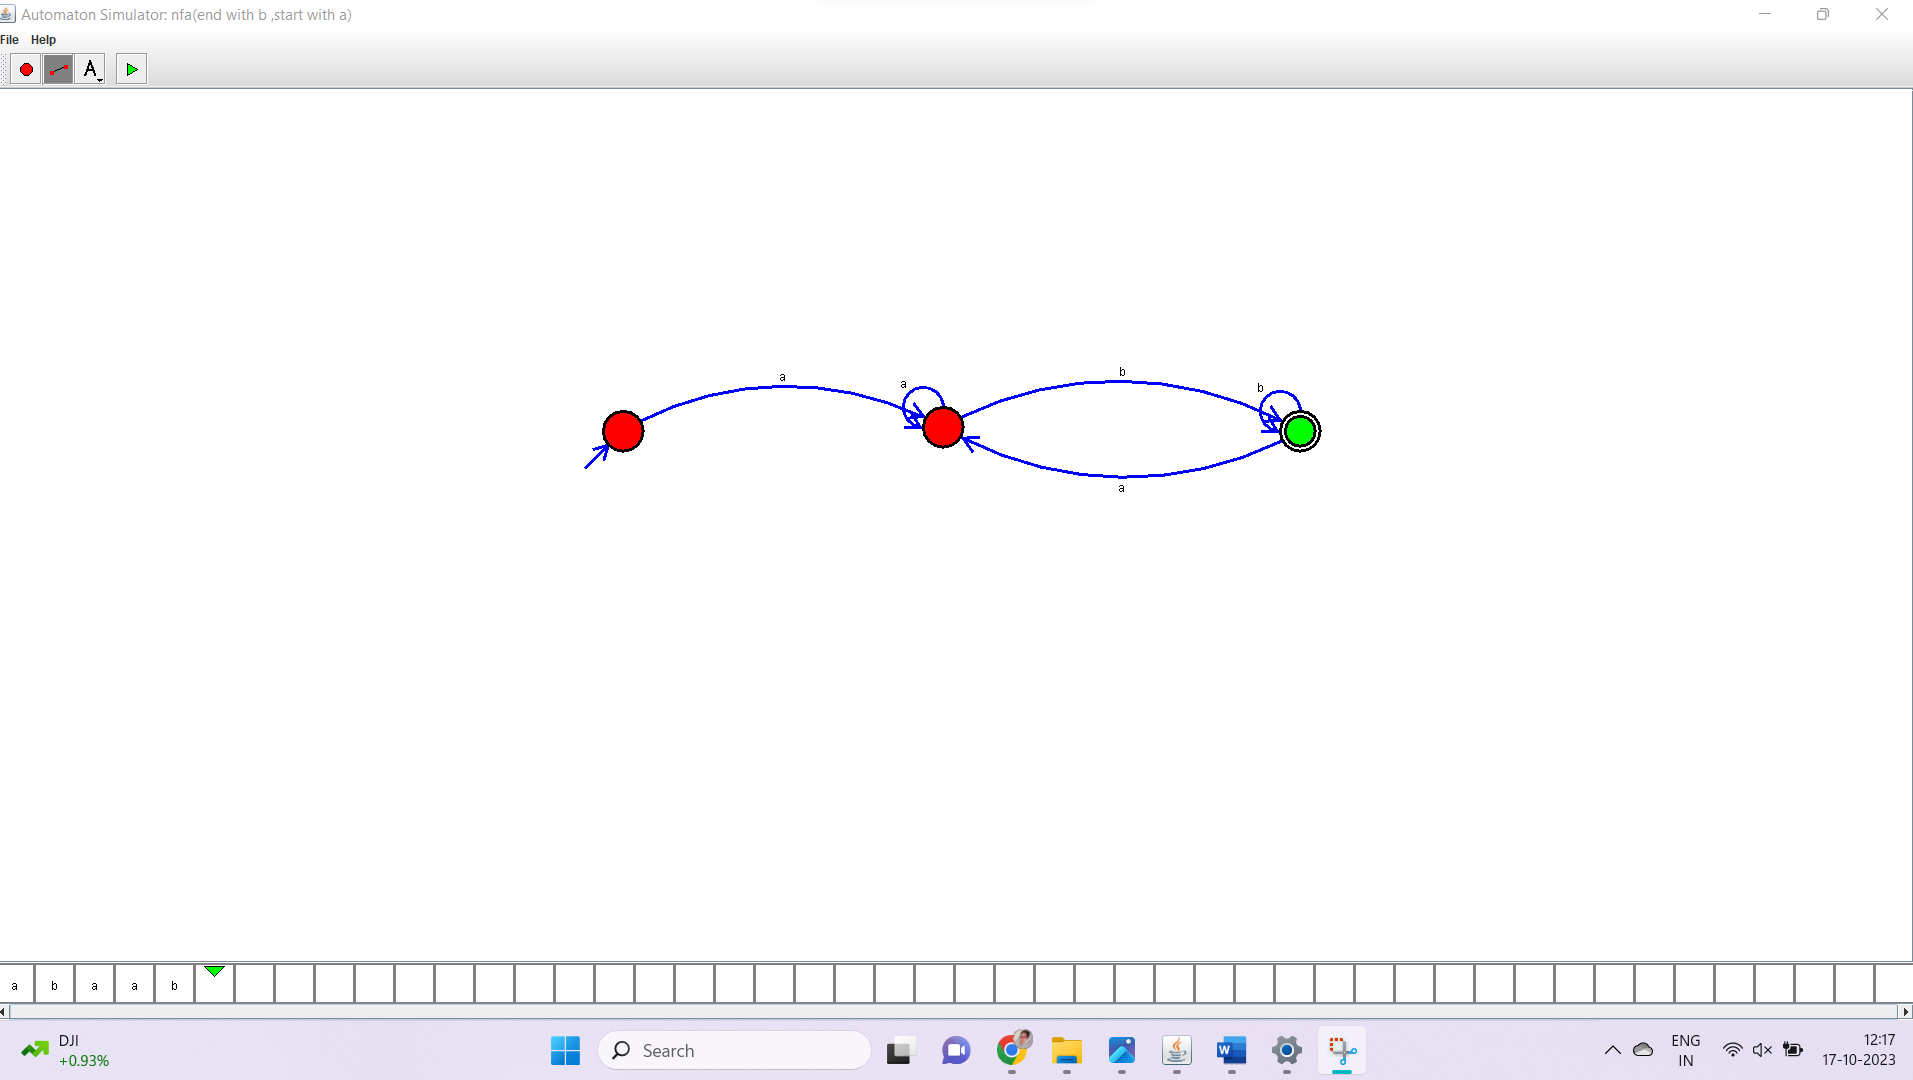 Automaton Simulator: nfa(end with b ,start with a)
File Help
A
a
a
b
b
a
a b a a b
DJI
+0.93%
Search
W
ENG
IN
12:17
17-10-2023